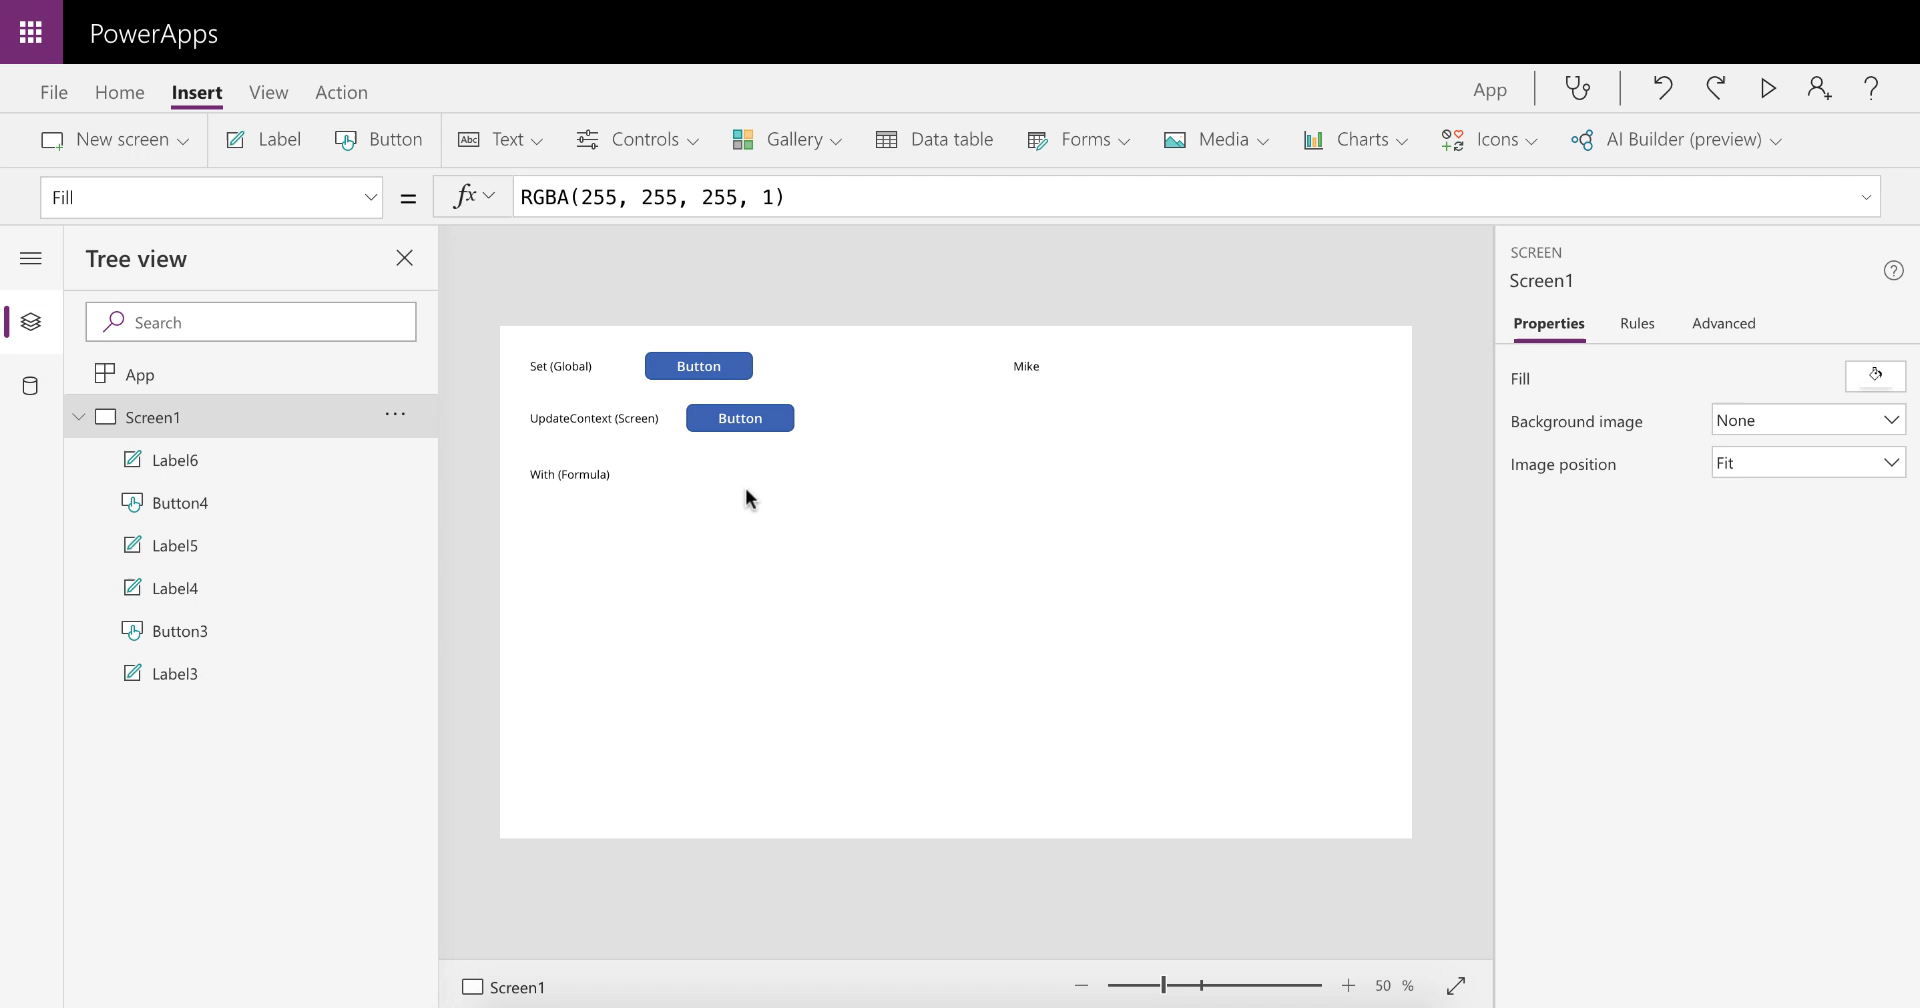 PowerApps
File Home Insert View Action App
New screen Label Button Abc Text Controls Gallery Data table Forms Media Charts Icons AI Builder (preview)
Fill = fx RGBA(255, 255, 255, 1)
Tree view
Search
App
Screen1
Label6
Button4
Label5
Label4
Button3
Label3
Set (Global) Button Mike
UpdateContext (Screen) Button
With (Formula)
Screen1 50 %
SCREEN
Screen1
Properties Rules Advanced
Fill
Background image None
Image position Fit